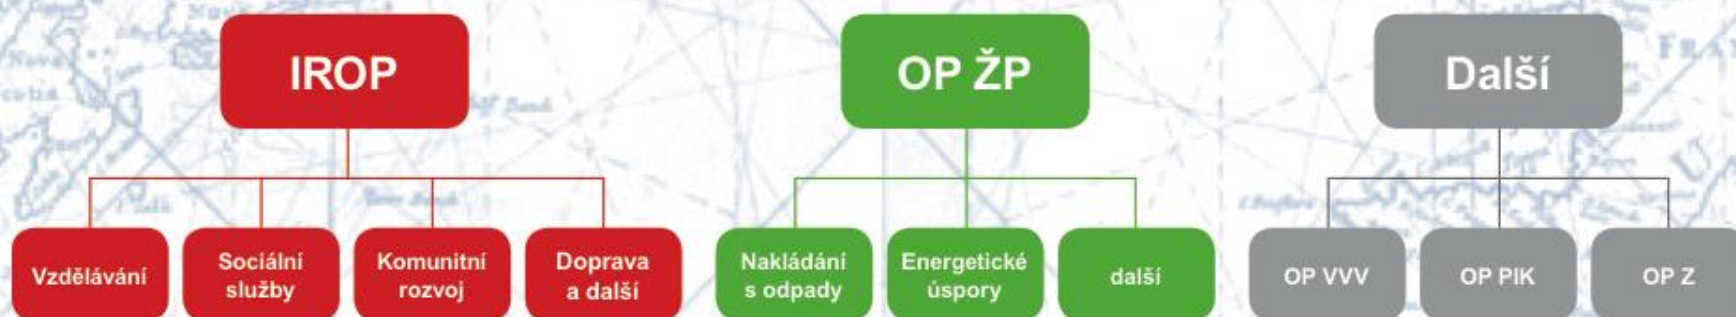 IROP
OP ŽP
Další
Vzdělávání
Sociální
služby
Komunitní
rozvoj
Doprava
a další
Nakládání
s odpady
Energetické
úspory
další
OP VVV
OP PIK
OP Z